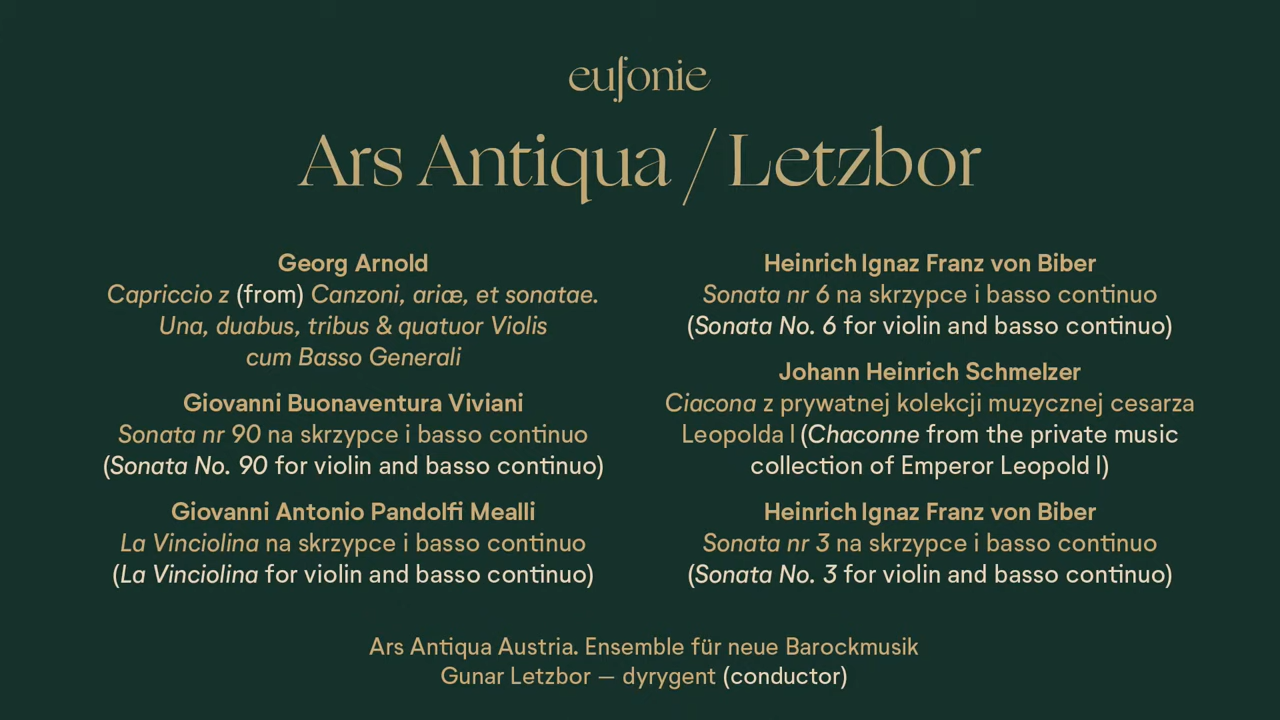 eufonie
Ars Antiqua / Letzbor
Georg Arnold
Capriccio z (from) Canzoni, ariæ, et sonatae.
Una, duabus, tribus & quatuor Violis
cum Basso Generali
Giovanni Buonaventura Viviani
Sonata nr 90 na skrzypce i basso continuo
(Sonata No. 90 for violin and basso continuo)
Giovanni Antonio Pandolfi Mealli
La Vinciolina na skrzypce i basso continuo
(La Vinciolina for violin and basso continuo)
Heinrich Ignaz Franz von Biber
Sonata nr 6 na skrzypce i basso continuo
(Sonata No. 6 for violin and basso continuo)
Johann Heinrich Schmelzer
Ciacona z prywatnej kolekcji muzycznej cesarza
Leopolda I (Chaconne from the private music
collection of Emperor Leopold I)
Heinrich Ignaz Franz von Biber
Sonata nr 3 na skrzypce i basso continuo
(Sonata No. 3 for violin and basso continuo)
Ars Antiqua Austria. Ensemble für neue Barockmusik
Gunar Letzbor — dyrygent (conductor)